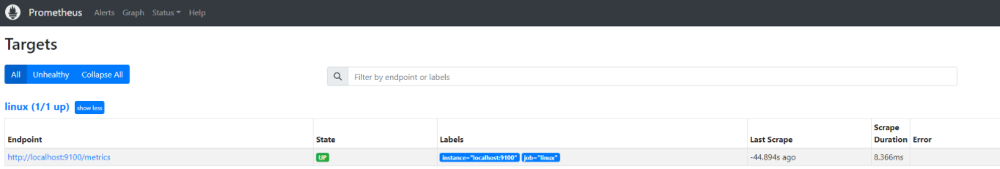 Prometheus Alerts Graph Status Help
Targets
All Unhealthy Collapse All
Filter by endpoint or labels
linux (1/1 up) show less
Endpoint State Labels Last Scrape Scrape Duration Error
http://localhost:9100/metrics UP instance="localhost:9100" job="linux" -44.894s ago 8.366ms